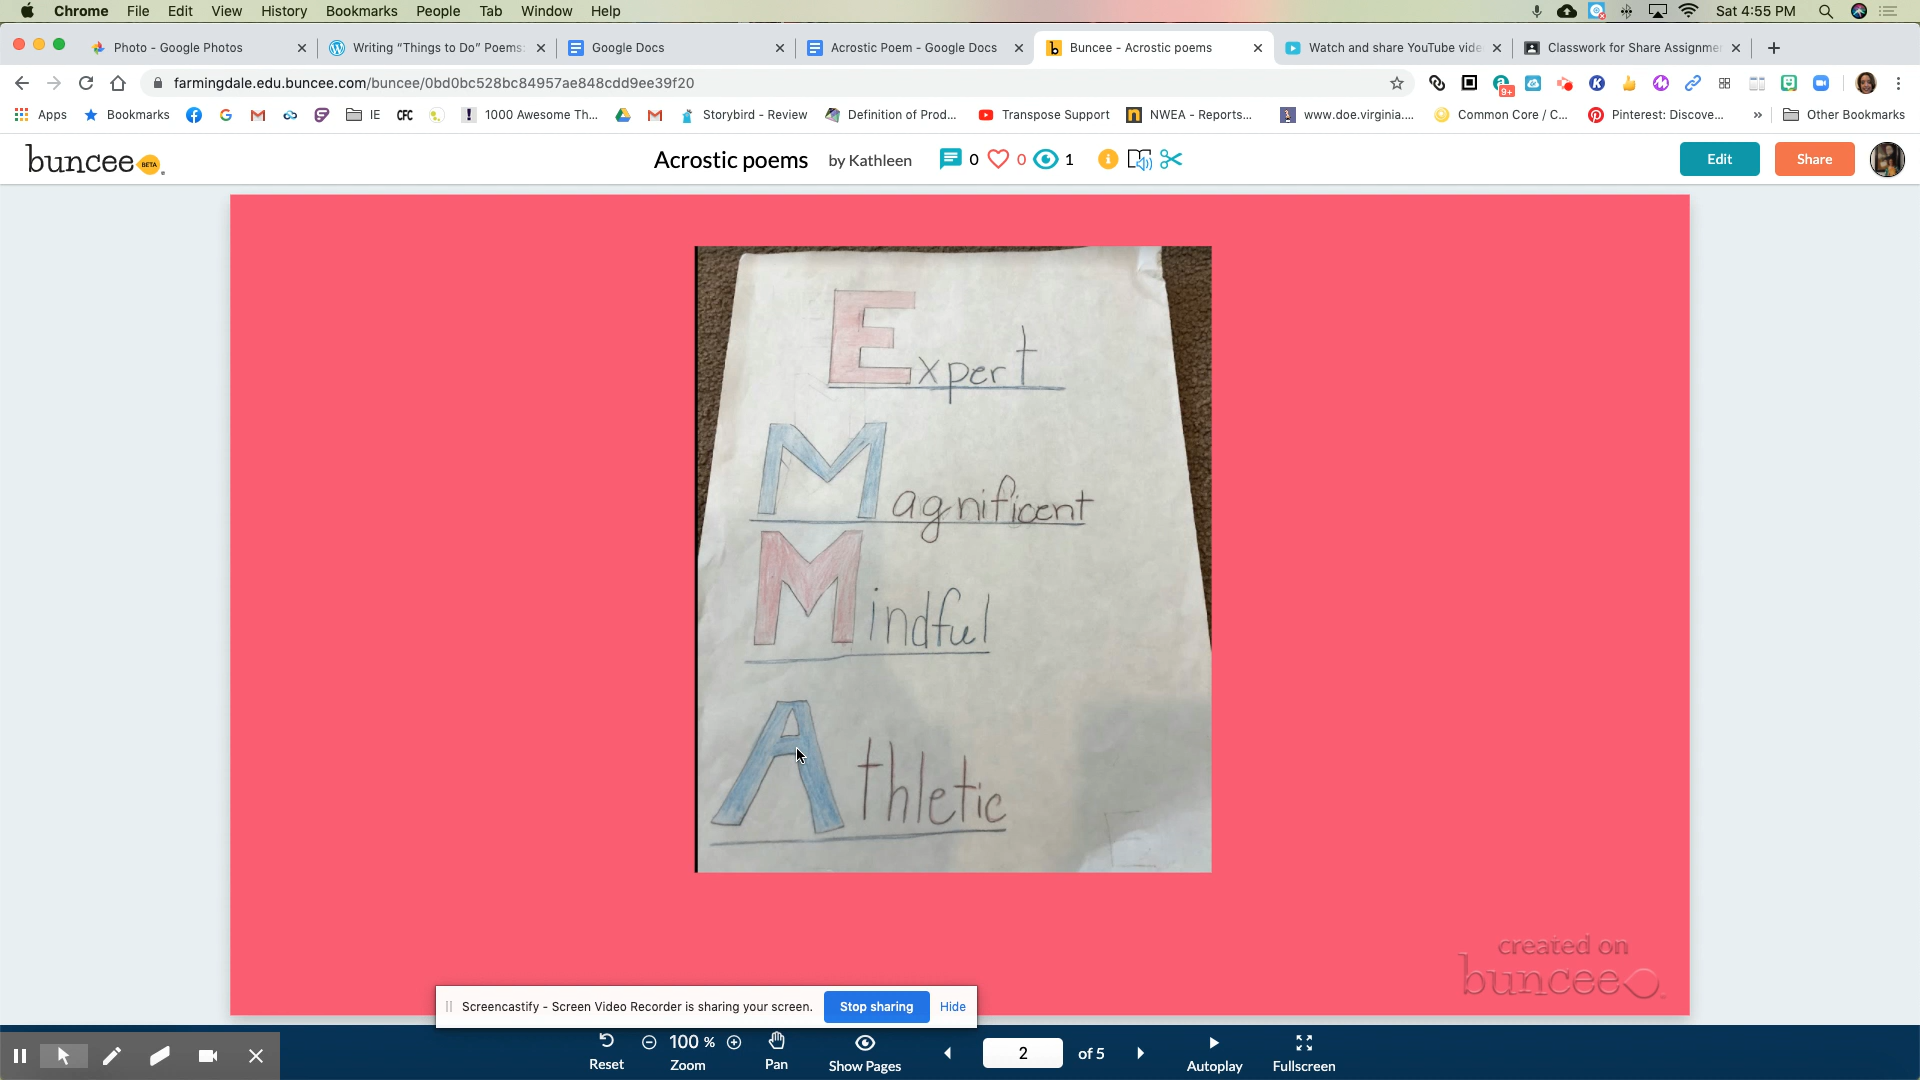 Chrome File Edit View History Bookmarks People Tab Window Help Sat 4:55 PM
Photo - Google Photos Writing “Things to Do” Poems: Google Docs Acrostic Poem - Google Docs Buncee - Acrostic poems Watch and share YouTube vide Classwork for Share Assignme
farmingdale.edu.buncee.com/buncee/0bd0bc528bc84957ae848cdd9ee39f20 9+
Apps Bookmarks IE CFC 1000 Awesome Th... Storybird - Review Definition of Prod... Transpose Support NWEA - Reports... www.doe.virginia.... Common Core / C... Pinterest: Discove... » Other Bookmarks
buncee BETA Acrostic poems by Kathleen 0 0 1 Edit Share
Expert
Magnificent
Mindful
Athletic
created on
buncee
Screencastify - Screen Video Recorder is sharing your screen. Stop sharing Hide
Reset 100 % Zoom Pan Show Pages 2 of 5 Autoplay Fullscreen